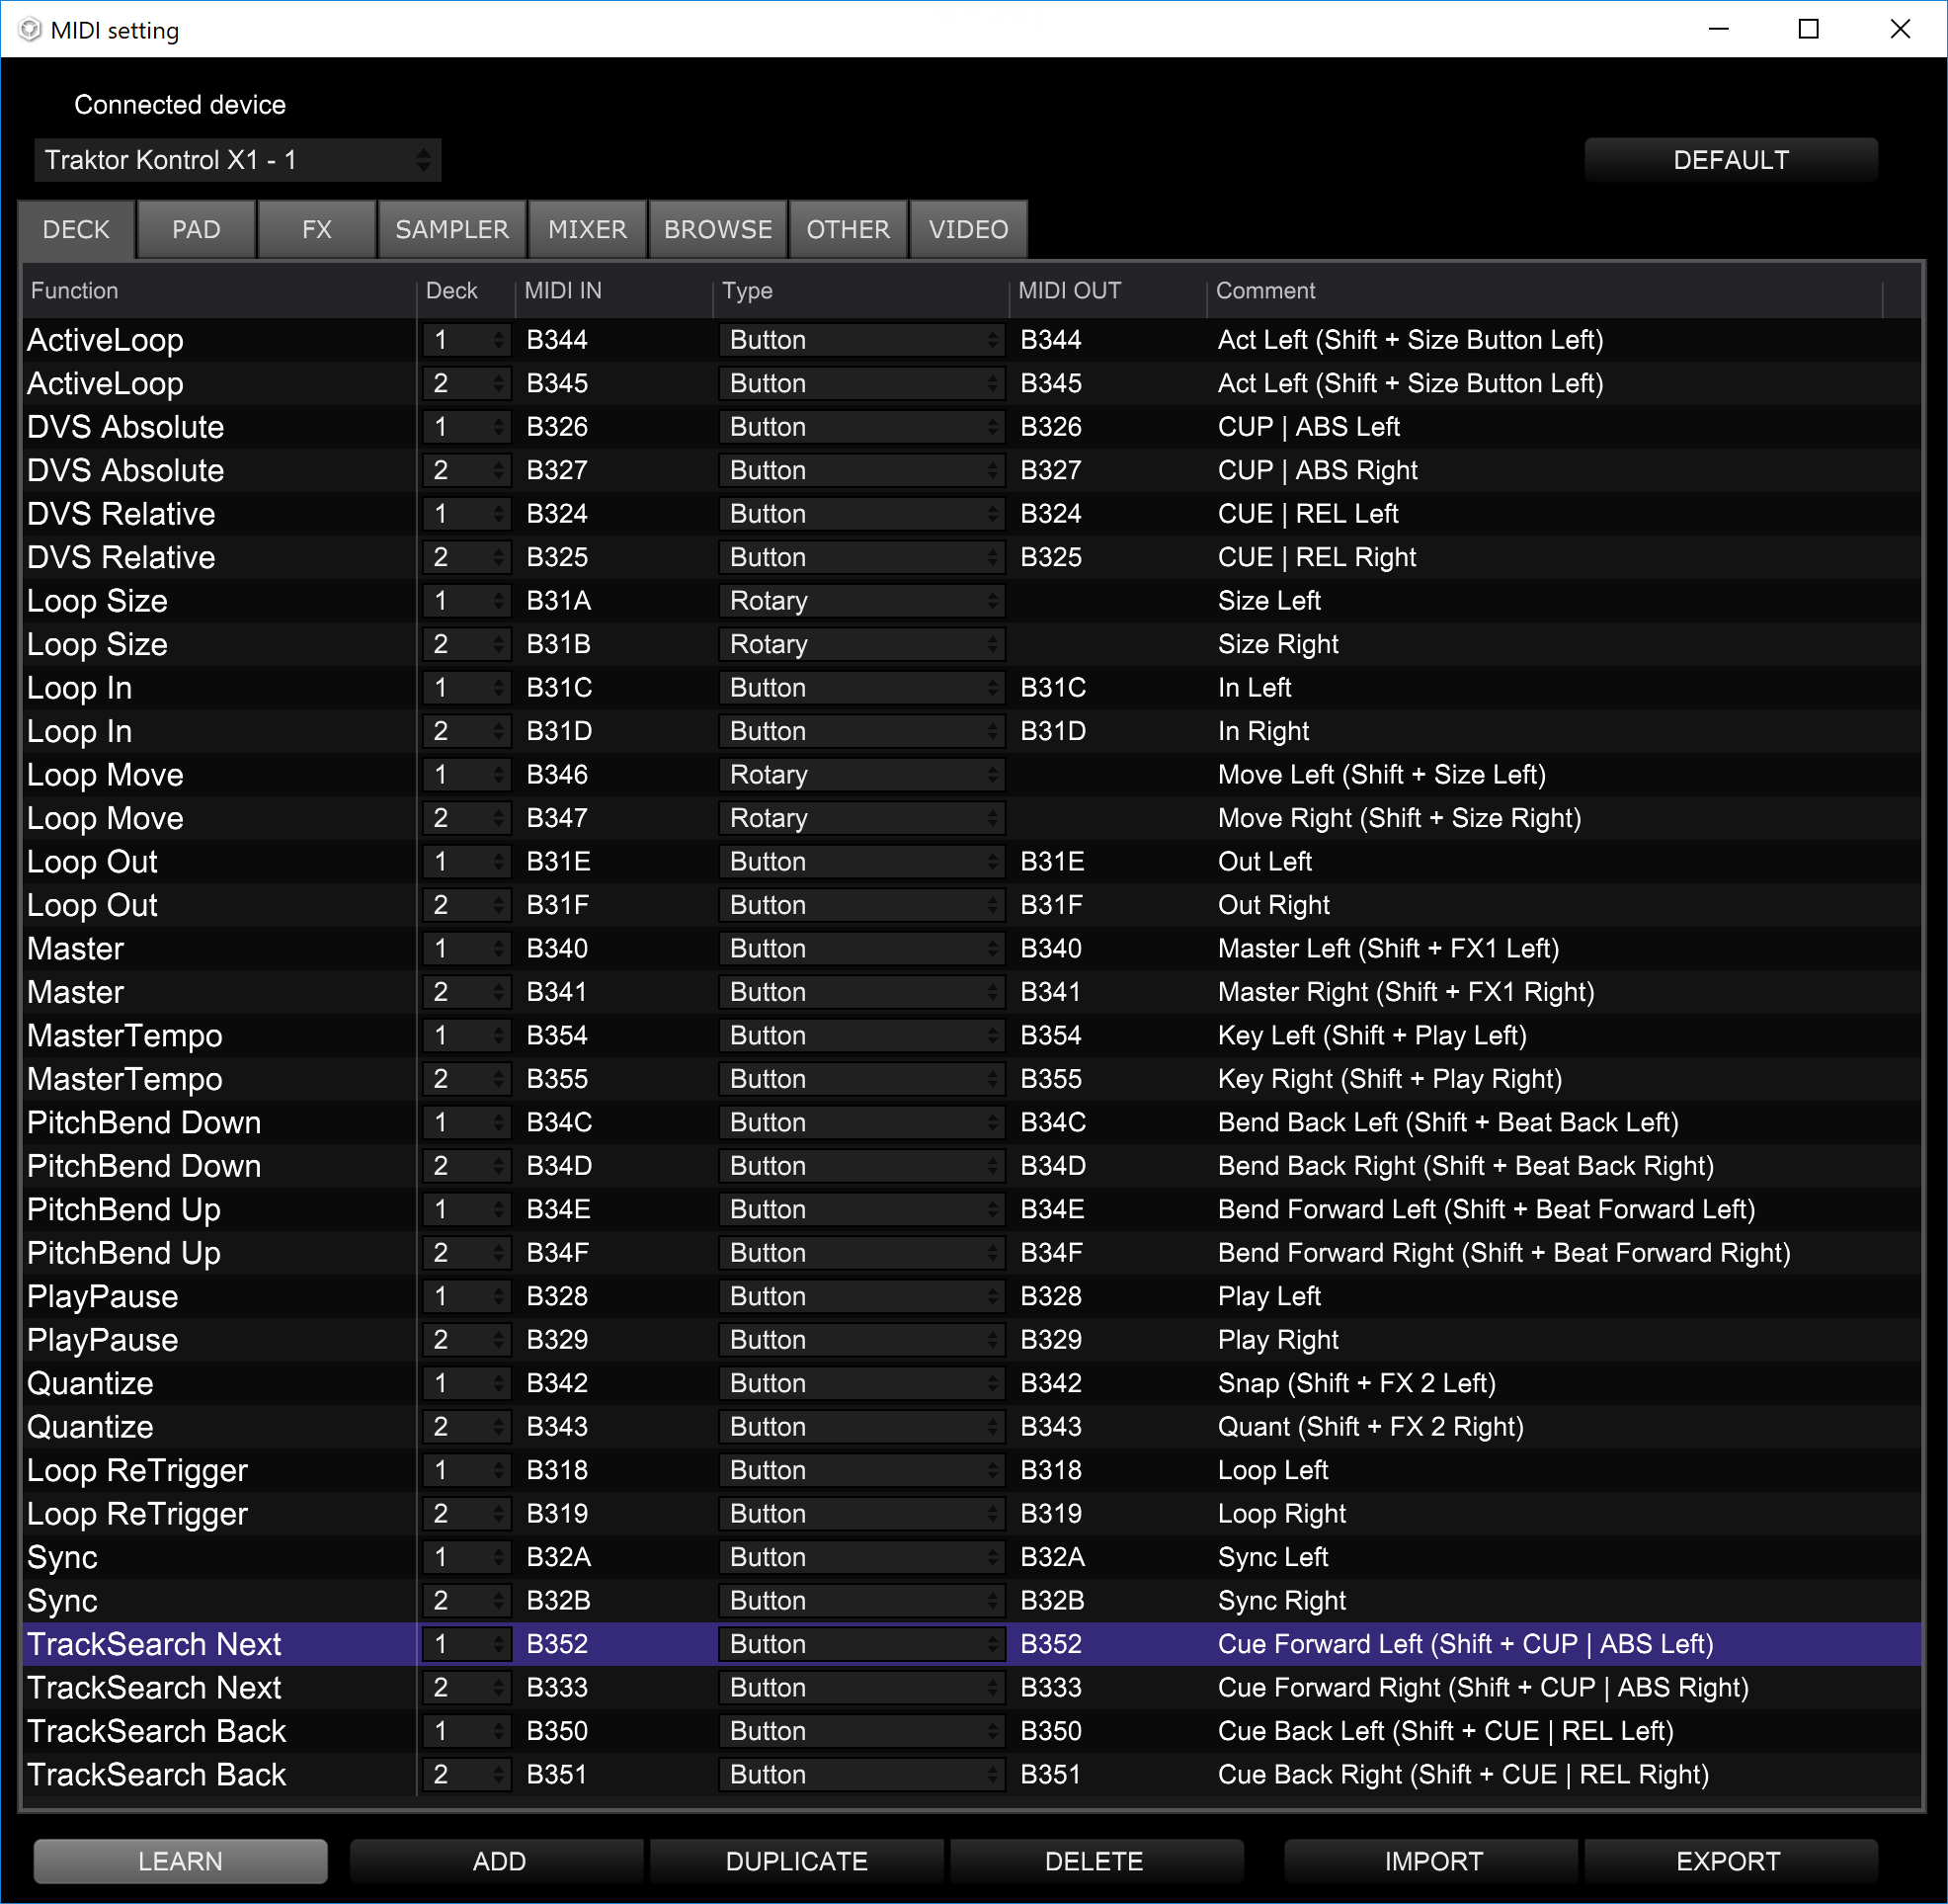 MIDI setting
Connected device
Traktor Kontrol X1 - 1 DEFAULT
DECK PAD FX SAMPLER MIXER BROWSE OTHER VIDEO
Function Deck MIDI IN Type MIDI OUT Comment
ActiveLoop 1 B344 Button B344 Act Left (Shift + Size Button Left)
ActiveLoop 2 B345 Button B345 Act Left (Shift + Size Button Left)
DVS Absolute 1 B326 Button B326 CUP | ABS Left
DVS Absolute 2 B327 Button B327 CUP | ABS Right
DVS Relative 1 B324 Button B324 CUE | REL Left
DVS Relative 2 B325 Button B325 CUE | REL Right
Loop Size 1 B31A Rotary Size Left
Loop Size 2 B31B Rotary Size Right
Loop In 1 B31C Button B31C In Left
Loop In 2 B31D Button B31D In Right
Loop Move 1 B346 Rotary Move Left (Shift + Size Left)
Loop Move 2 B347 Rotary Move Right (Shift + Size Right)
Loop Out 1 B31E Button B31E Out Left
Loop Out 2 B31F Button B31F Out Right
Master 1 B340 Button B340 Master Left (Shift + FX1 Left)
Master 2 B341 Button B341 Master Right (Shift + FX1 Right)
MasterTempo 1 B354 Button B354 Key Left (Shift + Play Left)
MasterTempo 2 B355 Button B355 Key Right (Shift + Play Right)
PitchBend Down 1 B34C Button B34C Bend Back Left (Shift + Beat Back Left)
PitchBend Down 2 B34D Button B34D Bend Back Right (Shift + Beat Back Right)
PitchBend Up 1 B34E Button B34E Bend Forward Left (Shift + Beat Forward Left)
PitchBend Up 2 B34F Button B34F Bend Forward Right (Shift + Beat Forward Right)
PlayPause 1 B328 Button B328 Play Left
PlayPause 2 B329 Button B329 Play Right
Quantize 1 B342 Button B342 Snap (Shift + FX 2 Left)
Quantize 2 B343 Button B343 Quant (Shift + FX 2 Right)
Loop ReTrigger 1 B318 Button B318 Loop Left
Loop ReTrigger 2 B319 Button B319 Loop Right
Sync 1 B32A Button B32A Sync Left
Sync 2 B32B Button B32B Sync Right
TrackSearch Next 1 B352 Button B352 Cue Forward Left (Shift + CUP | ABS Left)
TrackSearch Next 2 B333 Button B333 Cue Forward Right (Shift + CUP | ABS Right)
TrackSearch Back 1 B350 Button B350 Cue Back Left (Shift + CUE | REL Left)
TrackSearch Back 2 B351 Button B351 Cue Back Right (Shift + CUE | REL Right)
LEARN ADD DUPLICATE DELETE IMPORT EXPORT